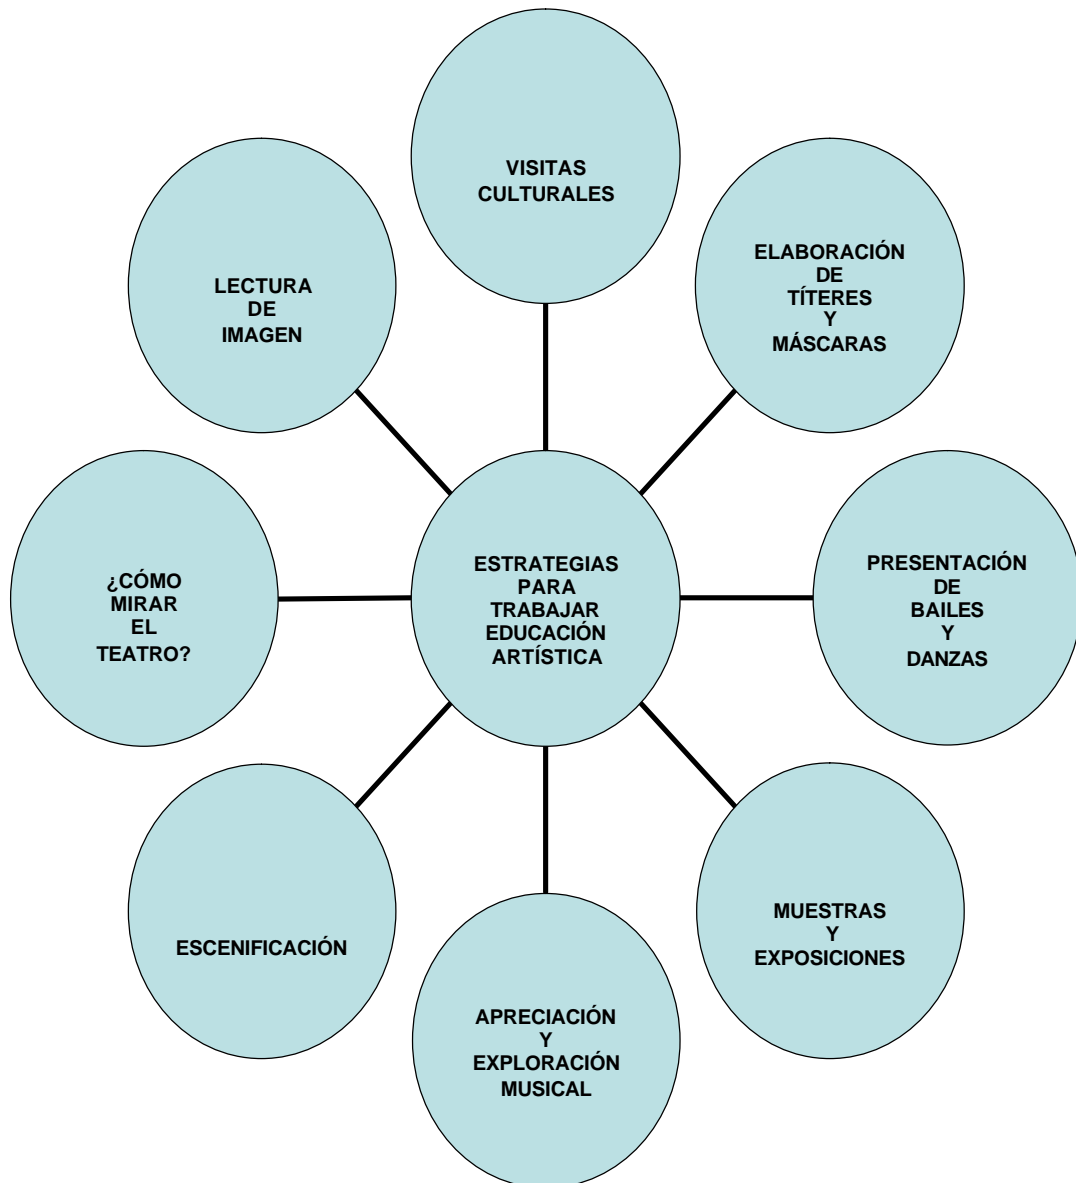 VISITAS
CULTURALES
ELABORACIÓN
DE
TÍTERES
Y
MÁSCARAS
LECTURA
DE
IMAGEN
¿CÓMO
MIRAR
EL
TEATRO?
ESTRATEGIAS
PARA
TRABAJAR
EDUCACIÓN
ARTÍSTICA
PRESENTACIÓN
DE
BAILES
Y
DANZAS
ESCENIFICACIÓN
MUESTRAS
Y
EXPOSICIONES
APRECIACIÓN
Y
EXPLORACIÓN
MUSICAL